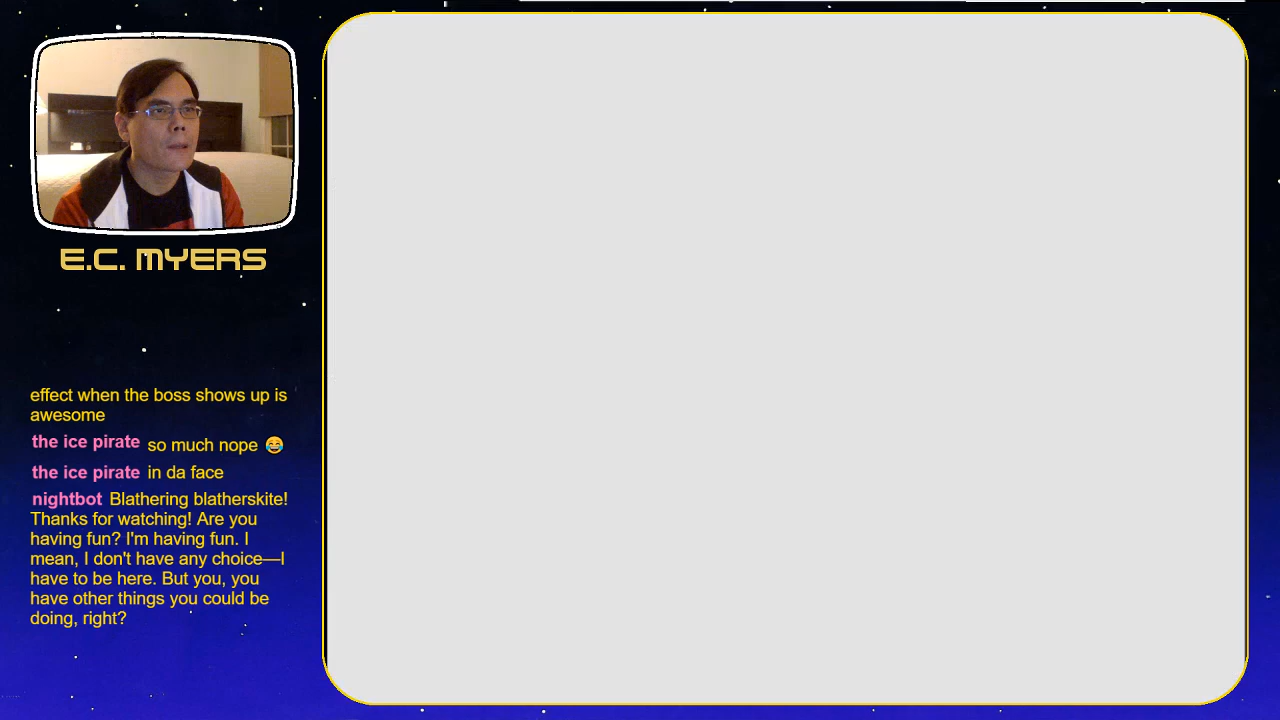 E.C. MYERS
effect when the boss shows up is
awesome
the ice pirate so much nope 😂
the ice pirate in da face
nightbot Blathering blatherskite!
Thanks for watching! Are you
having fun? I'm having fun. I
mean, I don't have any choice—I
have to be here. But you, you
have other things you could be
doing, right?